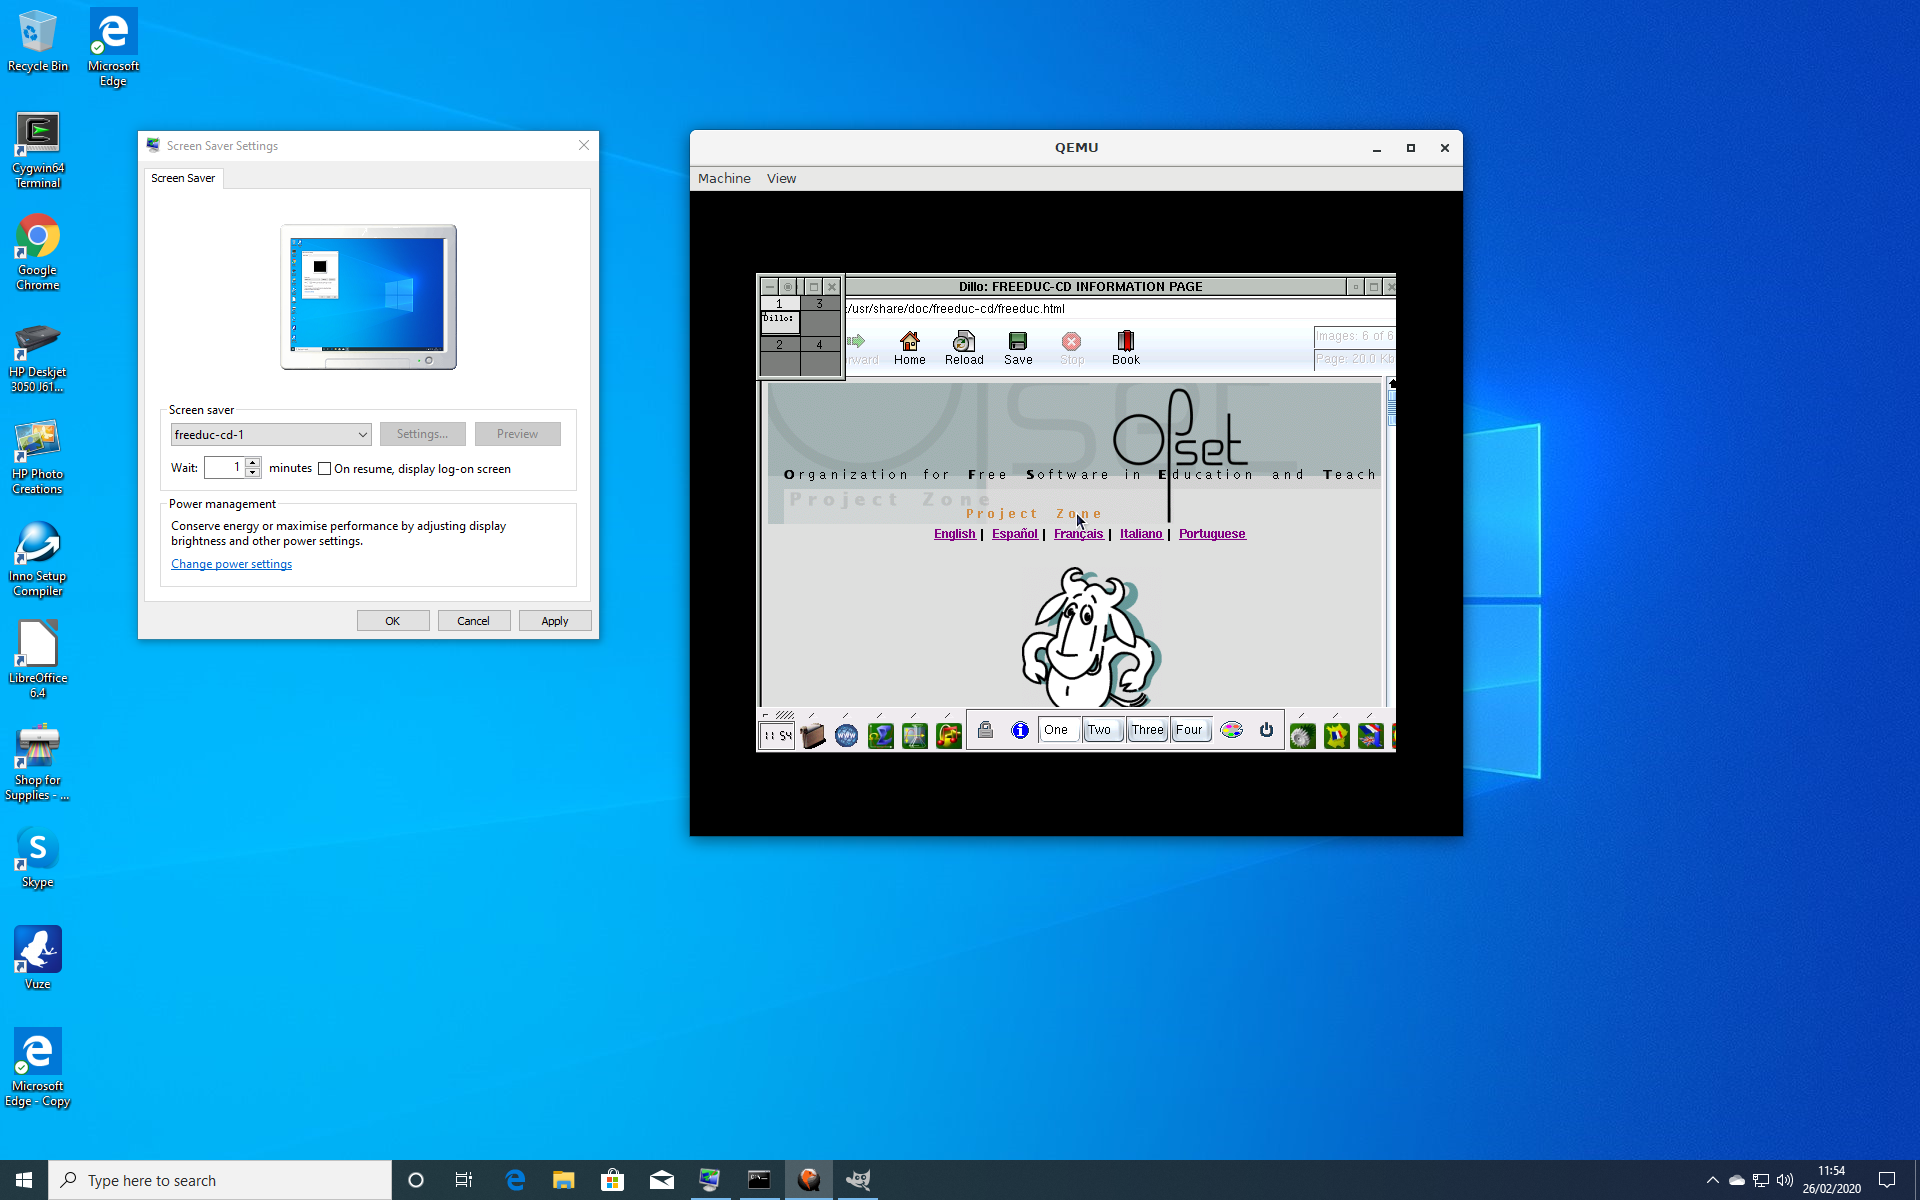 Recycle Bin
Microsoft
Edge
Cygwin64
Terminal
Google
Chrome
HP Deskjet
3050 J61...
HP Photo
Creations
Inno Setup
Compiler
LibreOffice
6.4
Shop for
Supplies - ...
Skype
Vuze
Microsoft
Edge - Copy
Screen Saver Settings
Screen Saver
Screen saver
freeduc-cd-1
Settings...
Preview
Wait:
1
minutes
On resume, display log-on screen
Power management
Conserve energy or maximise performance by adjusting display
brightness and other power settings.
Change power settings
OK
Cancel
Apply
QEMU
Machine
View
1
3
Dillo:
2
4
Dillo: FREEDUC-CD INFORMATION PAGE
:/usr/share/doc/freeduc-cd/freeduc.html
rward
Home
Reload
Save
Stop
Book
Images: 6 of 6
Page: 20.0 Kb
Ofset
Organization for Free Software in Education and Teach
Project Zone
Project Zone
English | Español | Français | Italiano | Portuguese
11 54
WWW
One
Two
Three
Four
Type here to search
11:54
26/02/2020